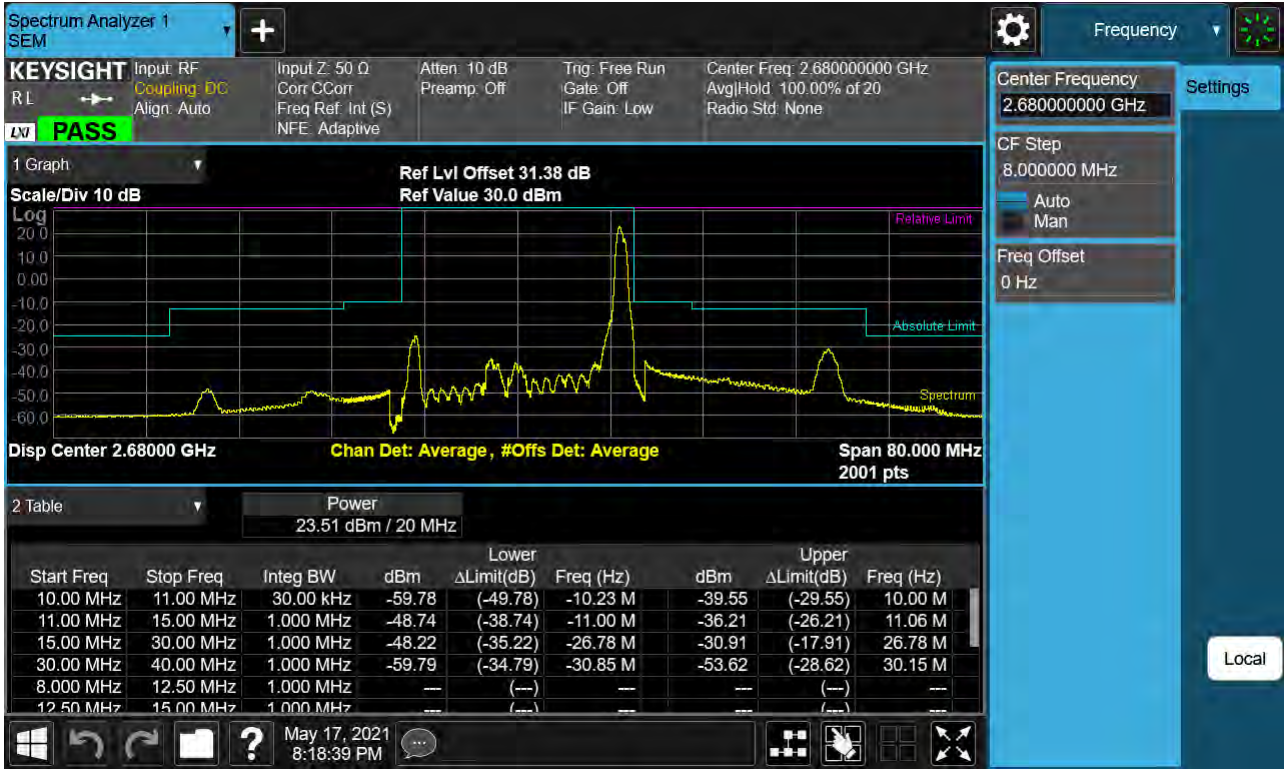 Spectrum Analyzer 1
SEM
Frequency
KEYSIGHT
RL
LXI
PASS
Input: RF
Coupling: DC
Align: Auto
Input Z: 50 Ω
Corr CCorr
Freq Ref: Int (S)
NFE: Adaptive
Atten: 10 dB
Preamp: Off
Trig: Free Run
Gate: Off
IF Gain: Low
Center Freq: 2.680000000 GHz
Avg|Hold: 100.00% of 20
Radio Std: None
Center Frequency
2.680000000 GHz
Settings
CF Step
8.000000 MHz
Auto
Man
Freq Offset
0 Hz
1 Graph
Scale/Div 10 dB
Ref Lvl Offset 31.38 dB
Ref Value 30.0 dBm
Log
20.0
10.0
0.00
-10.0
-20.0
-30.0
-40.0
-50.0
-60.0
Relative Limit
Absolute Limit
Spectrum
Disp Center 2.68000 GHz
Chan Det: Average, #Offs Det: Average
Span 80.000 MHz
2001 pts
2 Table
Power
23.51 dBm / 20 MHz
Lower Upper
Start Freq Stop Freq Integ BW dBm ΔLimit(dB) Freq (Hz) dBm ΔLimit(dB) Freq (Hz)
10.00 MHz 11.00 MHz 30.00 kHz -59.78 (-49.78) -10.23 M -39.55 (-29.55) 10.00 M
11.00 MHz 15.00 MHz 1.000 MHz -48.74 (-38.74) -11.00 M -36.21 (-26.21) 11.06 M
15.00 MHz 30.00 MHz 1.000 MHz -48.22 (-35.22) -26.78 M -30.91 (-17.91) 26.78 M
30.00 MHz 40.00 MHz 1.000 MHz -59.79 (-34.79) -30.85 M -53.62 (-28.62) 30.15 M
8.000 MHz 12.50 MHz 1.000 MHz --- (---) --- --- (---) ---
12.50 MHz 15.00 MHz 1.000 MHz --- (---) --- --- (---) ---
Local
?
May 17, 2021
8:18:39 PM